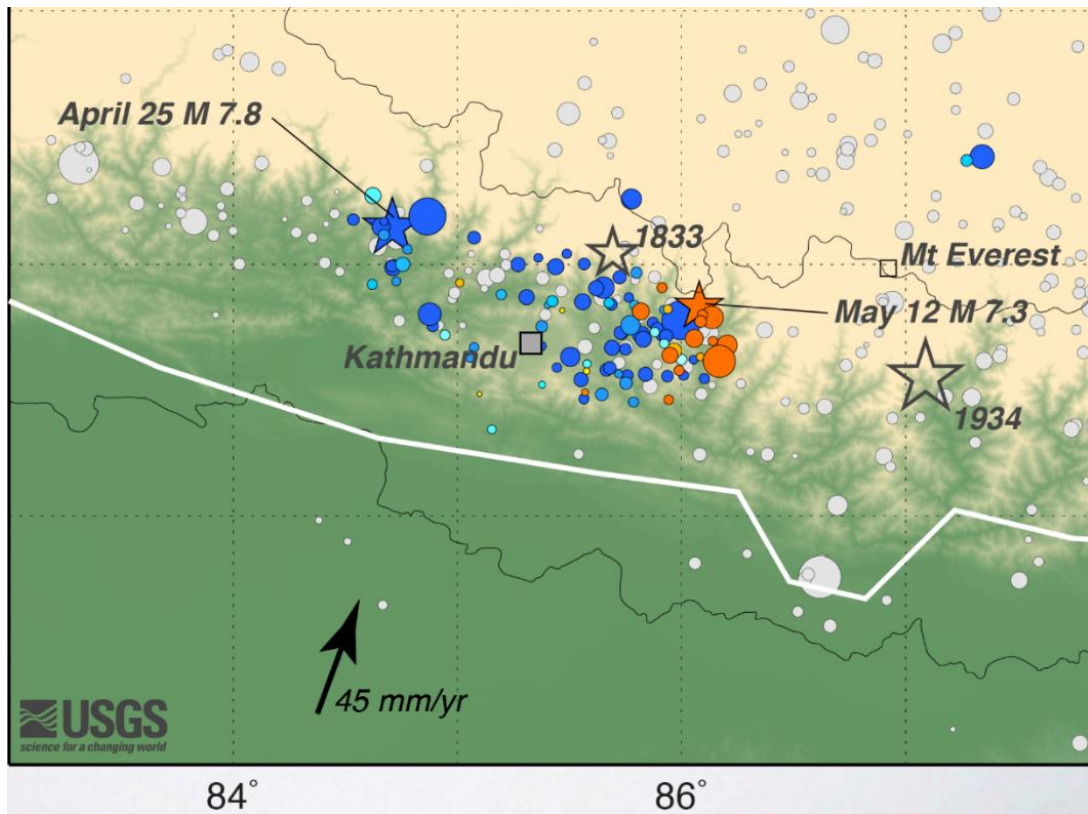 April 25 M 7.8
1833
Mt Everest
May 12 M 7.3
Kathmandu
1934
45 mm/yr
USGS
science for a changing world
84°
86°